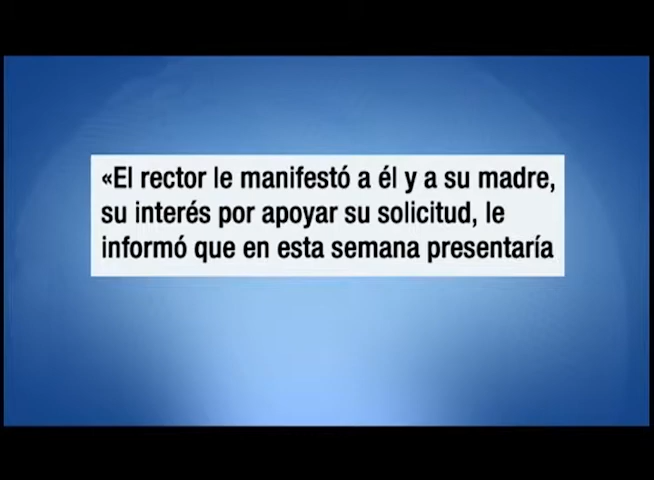 «El rector le manifestó a él y a su madre,
su interés por apoyar su solicitud, le
informó que en esta semana presentaría